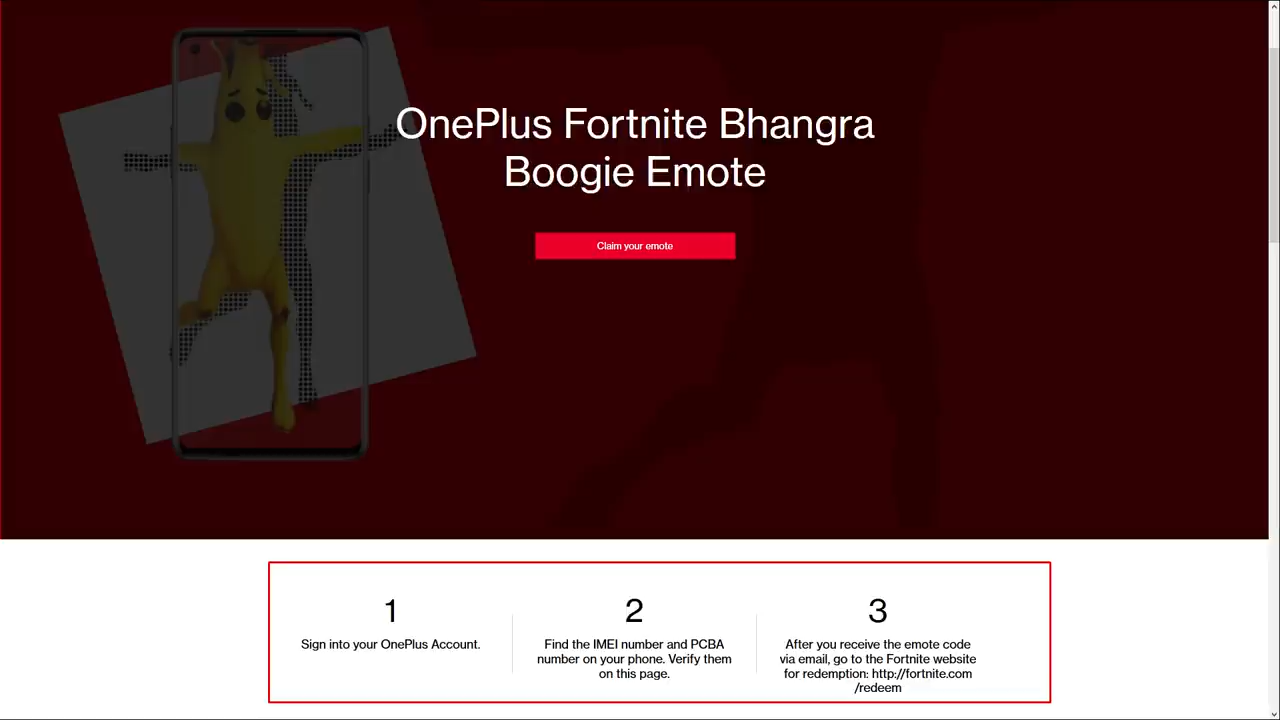 OnePlus Fortnite Bhangra
Boogie Emote
Claim your emote
1
Sign into your OnePlus Account.
2
Find the IMEI number and PCBA
number on your phone. Verify them
on this page.
3
After you receive the emote code
via email, go to the Fortnite website
for redemption: http://fortnite.com
/redeem